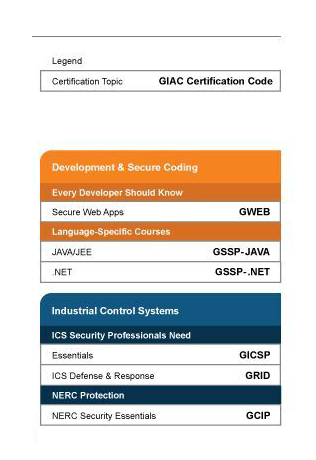 Legend
Certification Topic GIAC Certification Code
Development & Secure Coding
Every Developer Should Know
Secure Web Apps GWEB
Language-Specific Courses
JAVA/JEE GSSP-JAVA
.NET GSSP-.NET
Industrial Control Systems
ICS Security Professionals Need
Essentials GICSP
ICS Defense & Response GRID
NERC Protection
NERC Security Essentials GCIP